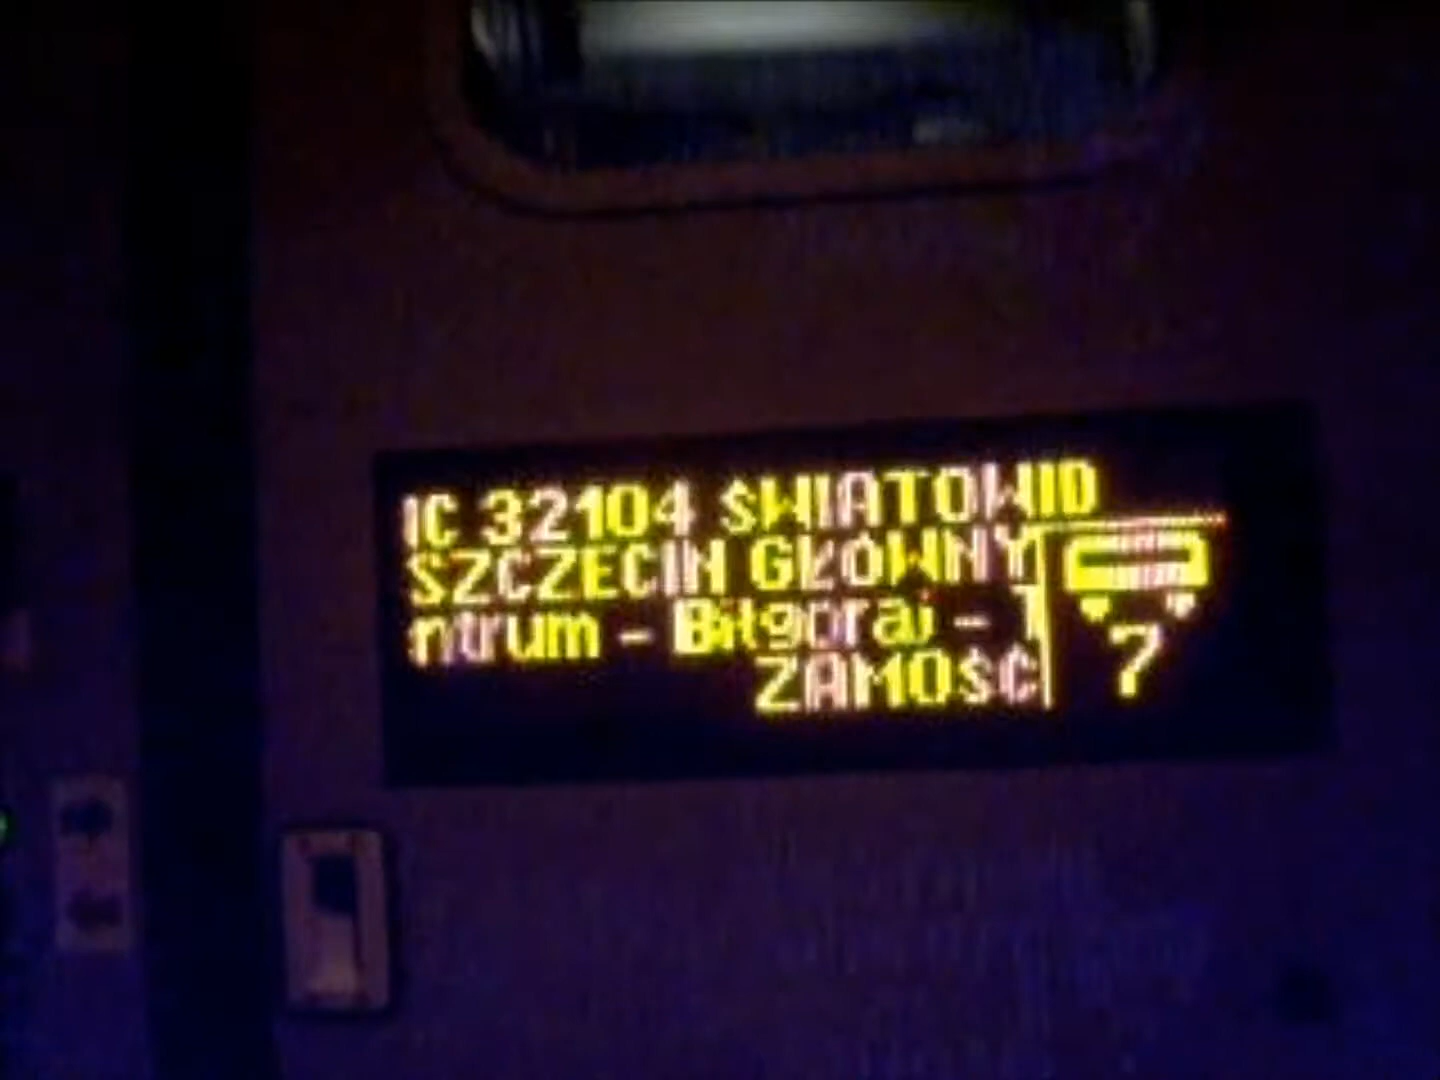 IC 32104 ŚWIATOWID
SZCZECIN GŁÓWNY
ntrum - Biłgoraj -
ZAMOŚĆ
7